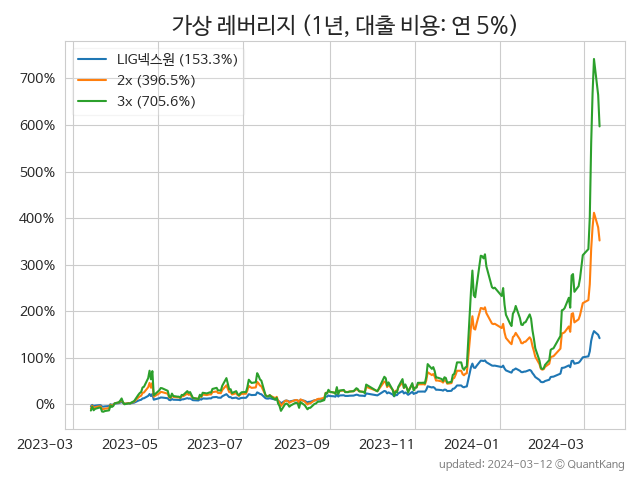 가상 레버리지 (1년, 대출 비용: 연 5%)
LIG넥스원 (153.3%)
2x (396.5%)
3x (705.6%)
700%
600%
500%
400%
300%
200%
100%
0%
2023-03 2023-05 2023-07 2023-09 2023-11 2024-01 2024-03
updated: 2024-03-12 © QuantKang